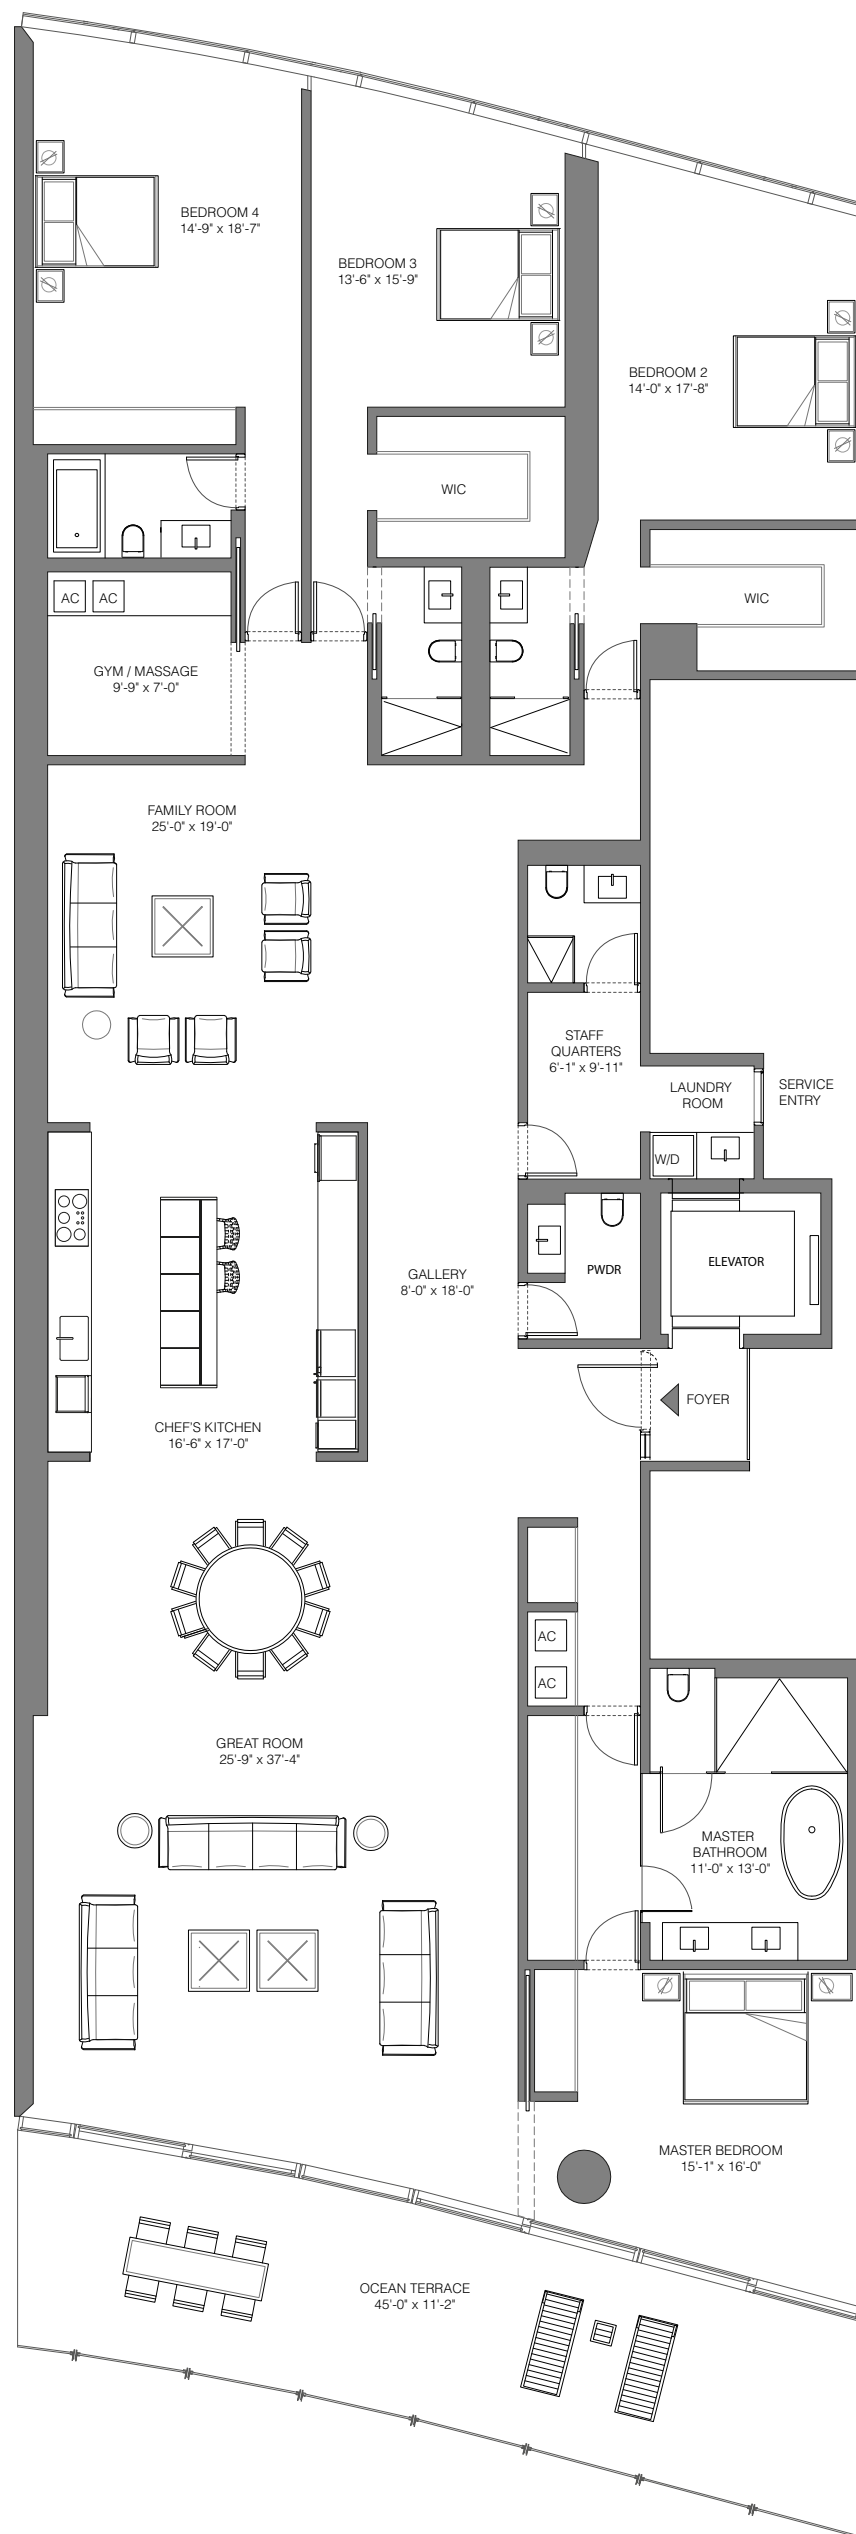 BEDROOM 4
14'-9" x 18'-7"
BEDROOM 3
13'-6" x 15'-9"
BEDROOM 2
14'-0" x 17'-8"
WIC
WIC
AC
AC
GYM / MASSAGE
9'-9" x 7'-0"
FAMILY ROOM
25'-0" x 19'-0"
STAFF
QUARTERS
6'-1" x 9'-11"
LAUNDRY
ROOM
SERVICE
ENTRY
W/D
GALLERY
8'-0" x 18'-0"
PWDR
ELEVATOR
FOYER
CHEF'S KITCHEN
16'-6" x 17'-0"
AC
AC
GREAT ROOM
25'-9" x 37'-4"
MASTER
BATHROOM
11'-0" x 13'-0"
MASTER BEDROOM
15'-1" x 16'-0"
OCEAN TERRACE
45'-0" x 11'-2"